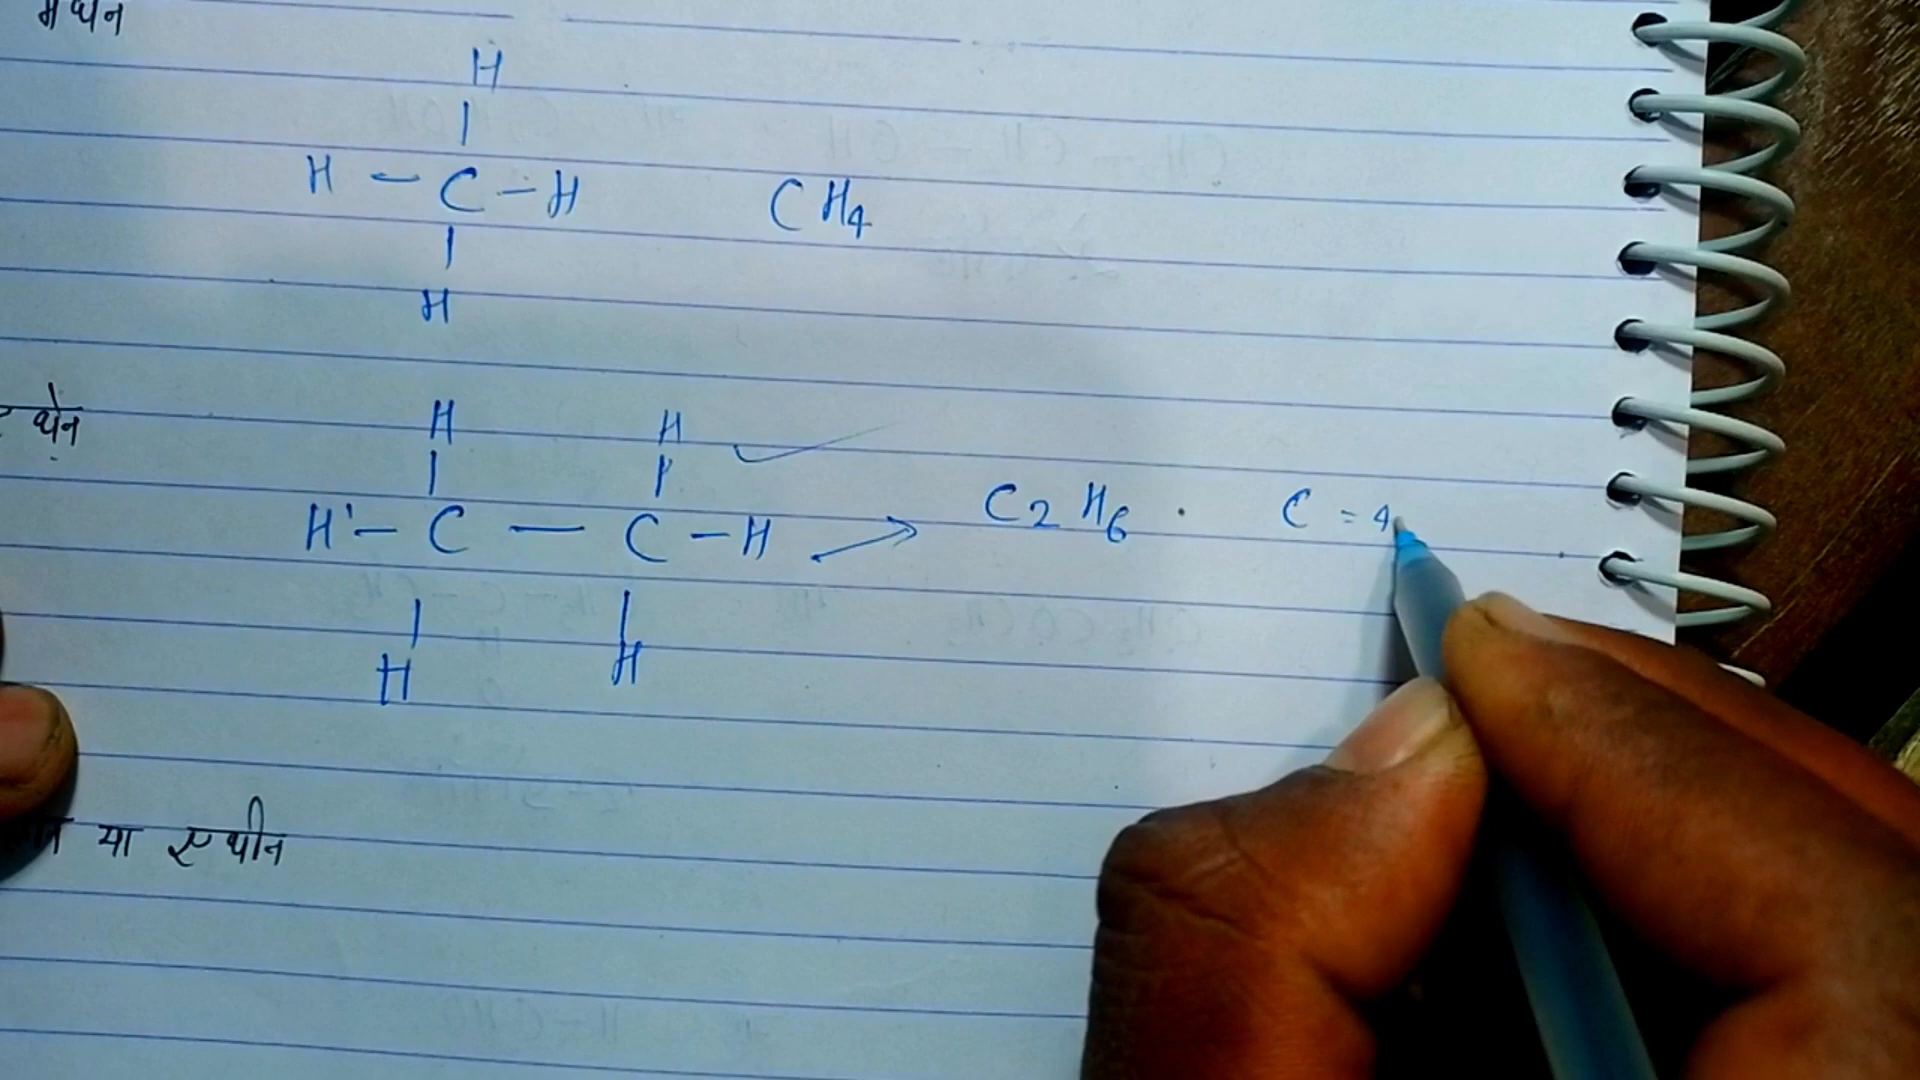 मेथेन
H
|
H - C - H CH4
|
H
थेन
H H
| |
H - C — C - H → C2H6 . C = 4
| |
H H
या एथीन